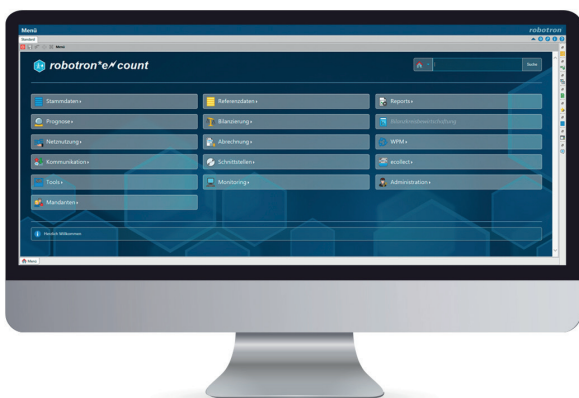 Menü
robotron
Standard
Menü
robotron*e count
Suche
Stammdaten
Referenzdaten
Reports
Prognose
Bilanzierung
Bilanzkreisbewirtschaftung
Netznutzung
Abrechnung
WPM
Kommunikation
Schnittstellen
ecollect
Tools
Monitoring
Administration
Mandanten
Herzlich Willkommen
Menü